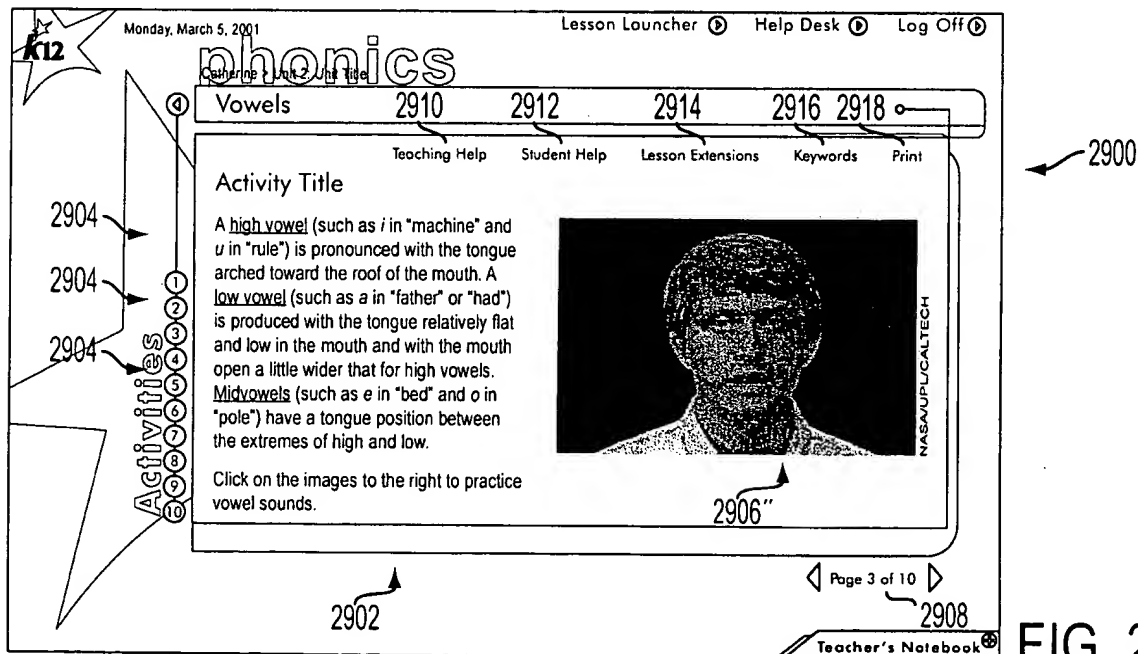 k12
Monday, March 5, 2001
Lesson Launcher
Help Desk
Log Off
phonics
Catherine > Unit 2: Unit Title
Vowels
2910
2912
2914
2916
2918
Teaching Help
Student Help
Lesson Extensions
Keywords
Print
2900
Activity Title
A high vowel (such as i in "machine" and
u in "rule") is pronounced with the tongue
arched toward the roof of the mouth. A
low vowel (such as a in "father" or "had")
is produced with the tongue relatively flat
and low in the mouth and with the mouth
open a little wider that for high vowels.
Midvowels (such as e in "bed" and o in
"pole") have a tongue position between
the extremes of high and low.
Click on the images to the right to practice
vowel sounds.
2904
2904
2904
Activities
1
2
3
4
5
6
7
8
9
10
NASA/UPL/CALTECH
2906"
2902
Page 3 of 10
2908
Teacher's Notebook
FIG. 2